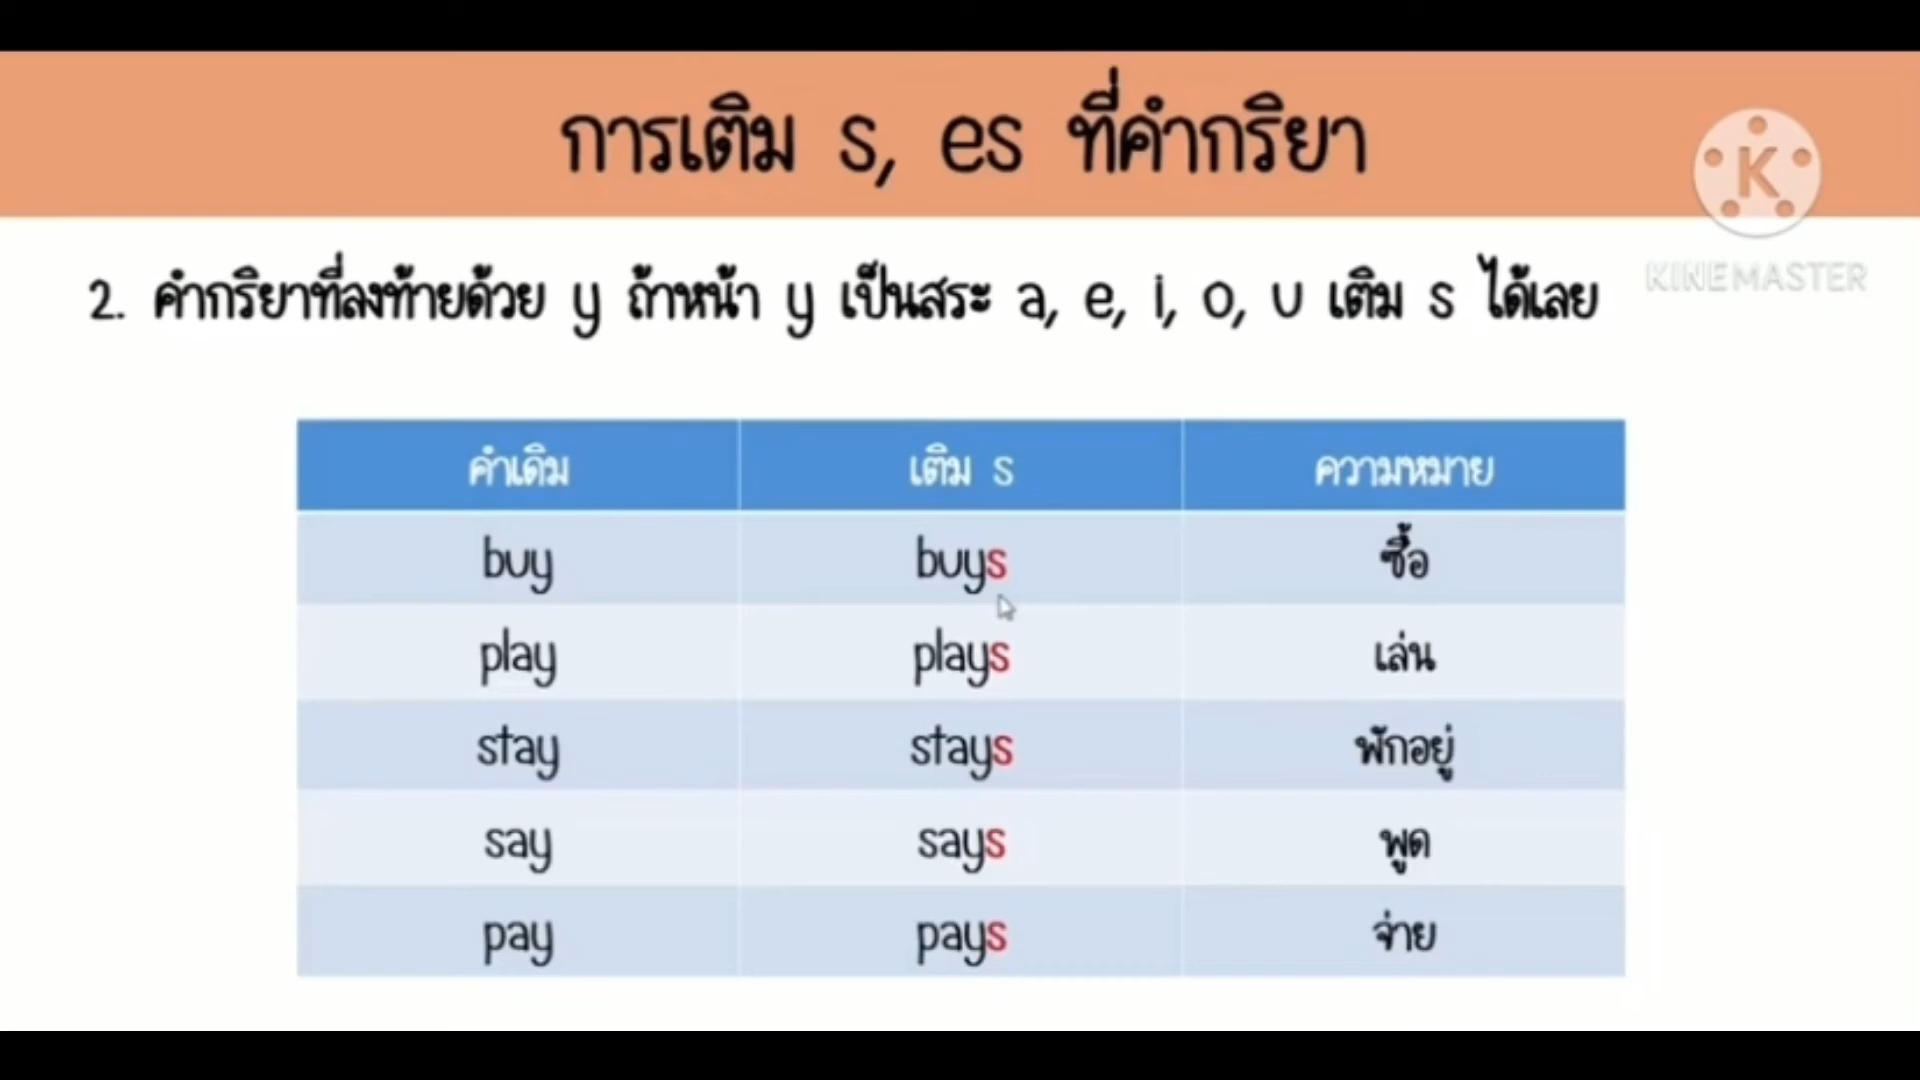 การเติม s, es ที่คำกริยา
K
KINEMASTER
2. คำกริยาที่ลงท้ายด้วย y ถ้าหน้า y เป็นสระ a, e, i, o, u เติม s ได้เลย
คำเดิม เติม s ความหมาย
buy buys ซื้อ
play plays เล่น
stay stays พักอยู่
say says พูด
pay pays จ่าย